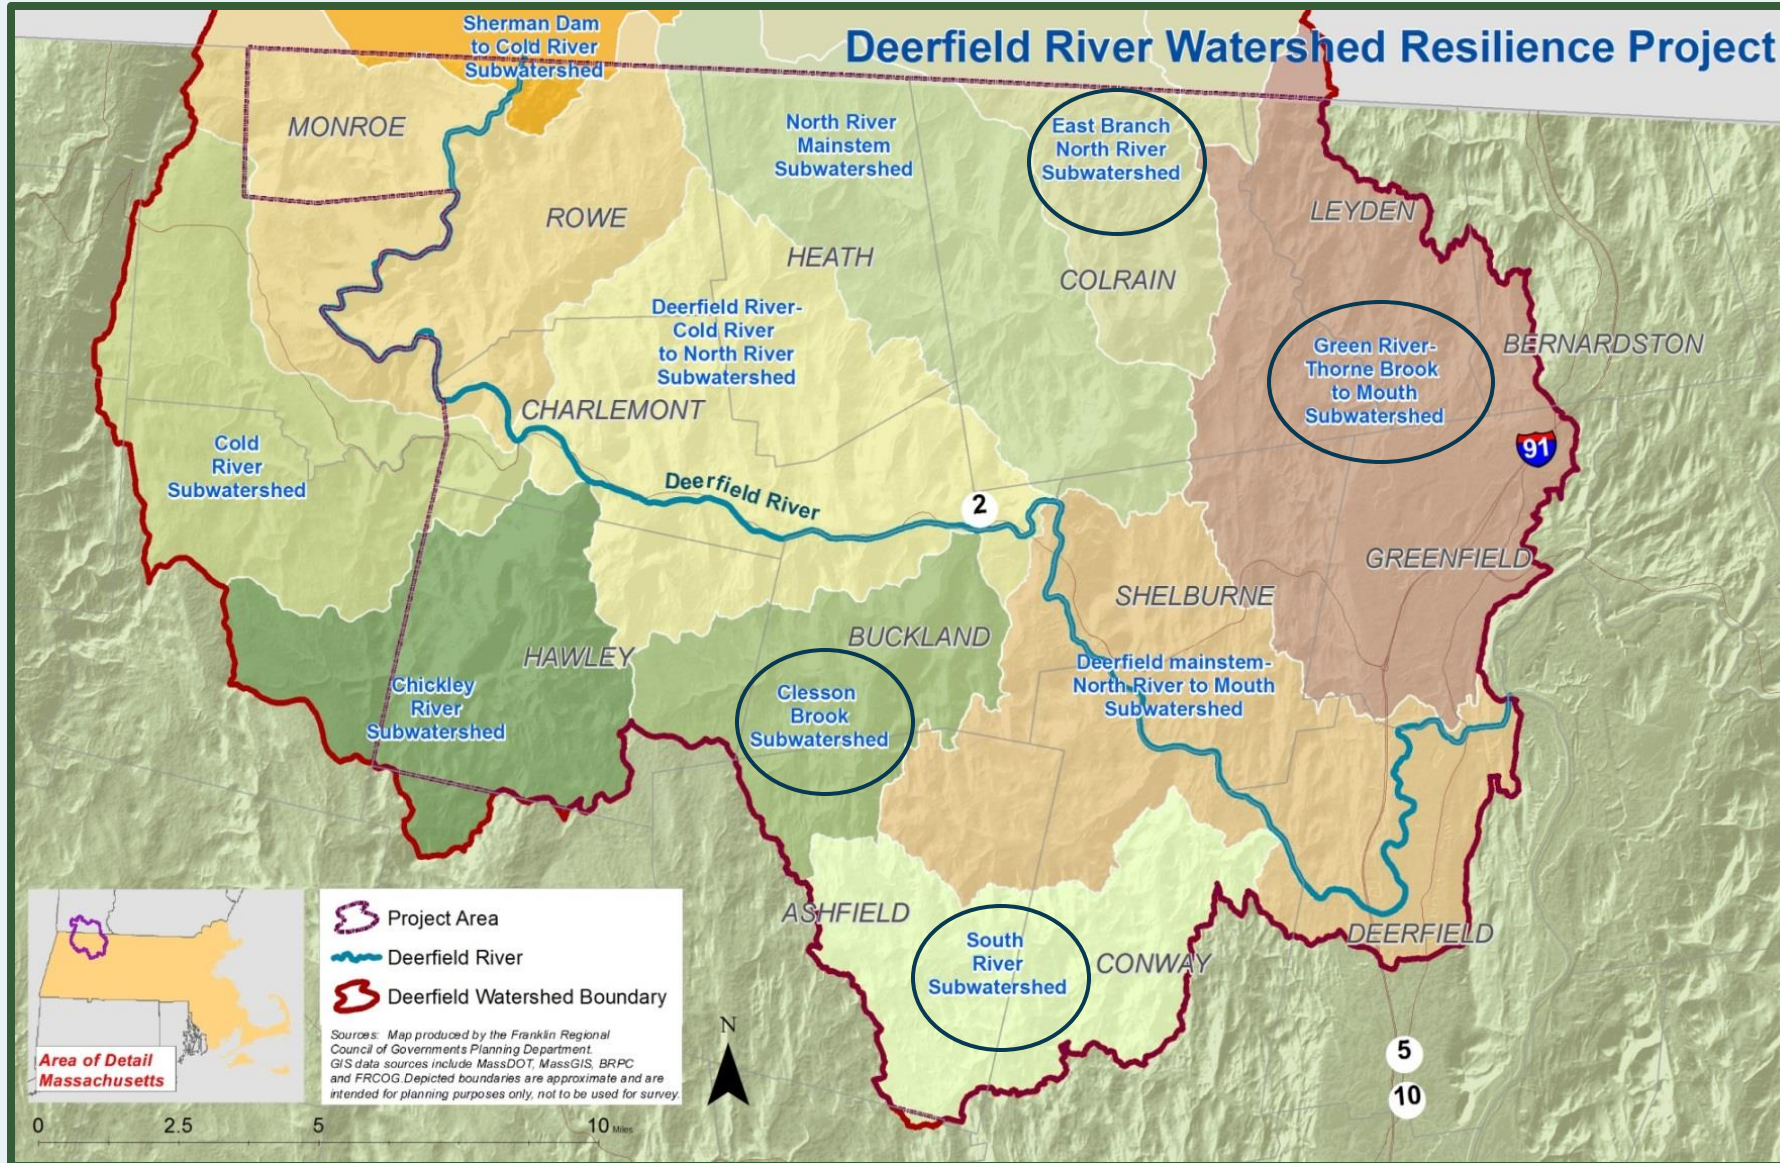 Deerfield River Watershed Resilience Project
Sherman Dam
to Cold River
Subwatershed
MONROE
North River
Mainstem
Subwatershed
East Branch
North River
Subwatershed
ROWE
LEYDEN
HEATH
COLRAIN
Deerfield River-
Cold River
to North River
Subwatershed
Green River-
Thorne Brook
to Mouth
Subwatershed
BERNARDSTON
CHARLEMONT
Cold
River
Subwatershed
91
Deerfield River
2
GREENFIELD
SHELBURNE
BUCKLAND
HAWLEY
Deerfield mainstem-
North River to Mouth
Subwatershed
Chickley
River
Subwatershed
Clesson
Brook
Subwatershed
ASHFIELD
South
River
Subwatershed
CONWAY
DEERFIELD
5
10
Project Area
Deerfield River
Deerfield Watershed Boundary
Sources: Map produced by the Franklin Regional
Council of Governments Planning Department.
GIS data sources include MassDOT, MassGIS, BRPC
and FRCOG.Depicted boundaries are approximate and are
intended for planning purposes only, not to be used for survey.
Area of Detail
Massachusetts
N
0 2.5 5 10 Miles